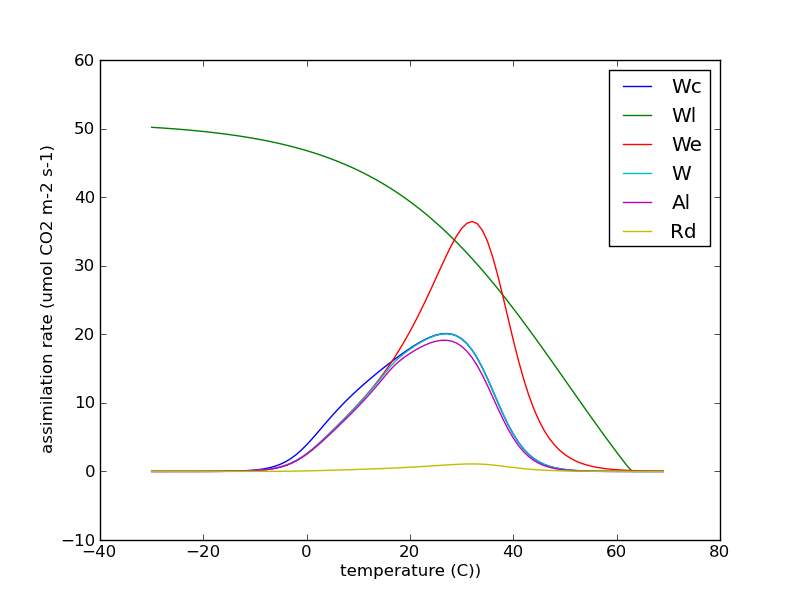 60
50
40
30
20
10
0
−10
−40
−20
0
20
40
60
80
assimilation rate (umol CO2 m-2 s-1)
temperature (C))
Wc
Wl
We
W
Al
Rd